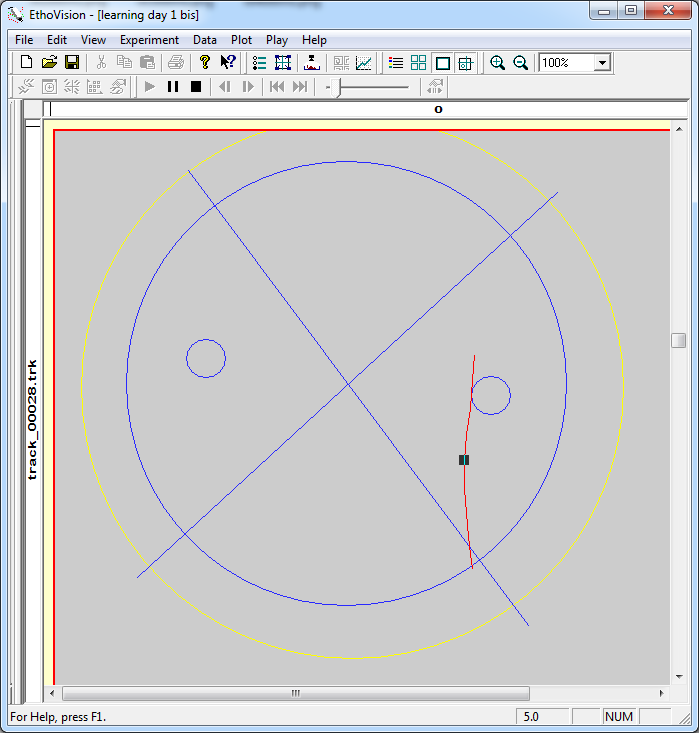 EthoVision - [learning day 1 bis]
File Edit View Experiment Data Plot Play Help
100%
O
track_00028.trk
For Help, press F1.
5.0
NUM